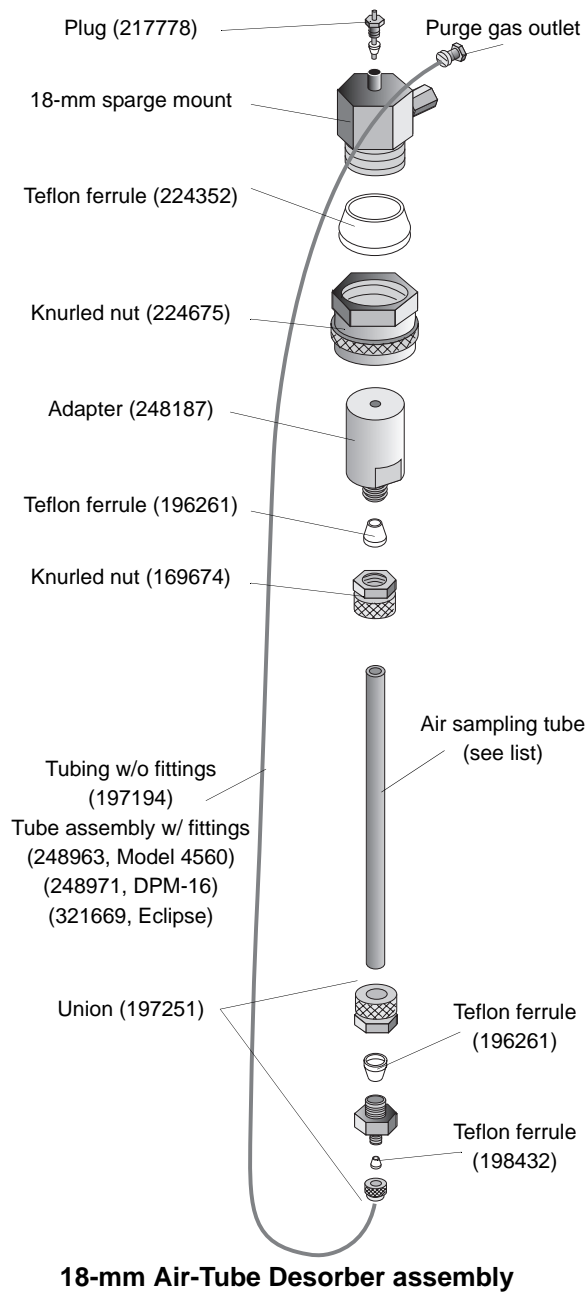 Plug (217778)
Purge gas outlet
18-mm sparge mount
Teflon ferrule (224352)
Knurled nut (224675)
Adapter (248187)
Teflon ferrule (196261)
Knurled nut (169674)
Air sampling tube
(see list)
Tubing w/o fittings
(197194)
Tube assembly w/ fittings
(248963, Model 4560)
(248971, DPM-16)
(321669, Eclipse)
Union (197251)
Teflon ferrule
(196261)
Teflon ferrule
(198432)
18-mm Air-Tube Desorber assembly